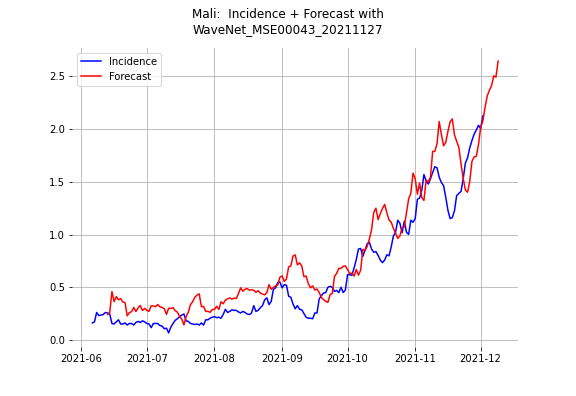 Mali:  Incidence + Forecast with
WaveNet_MSE00043_20211127
Incidence
Forecast
2.5
2.0
1.5
1.0
0.5
0.0
2021-06 2021-07 2021-08 2021-09 2021-10 2021-11 2021-12